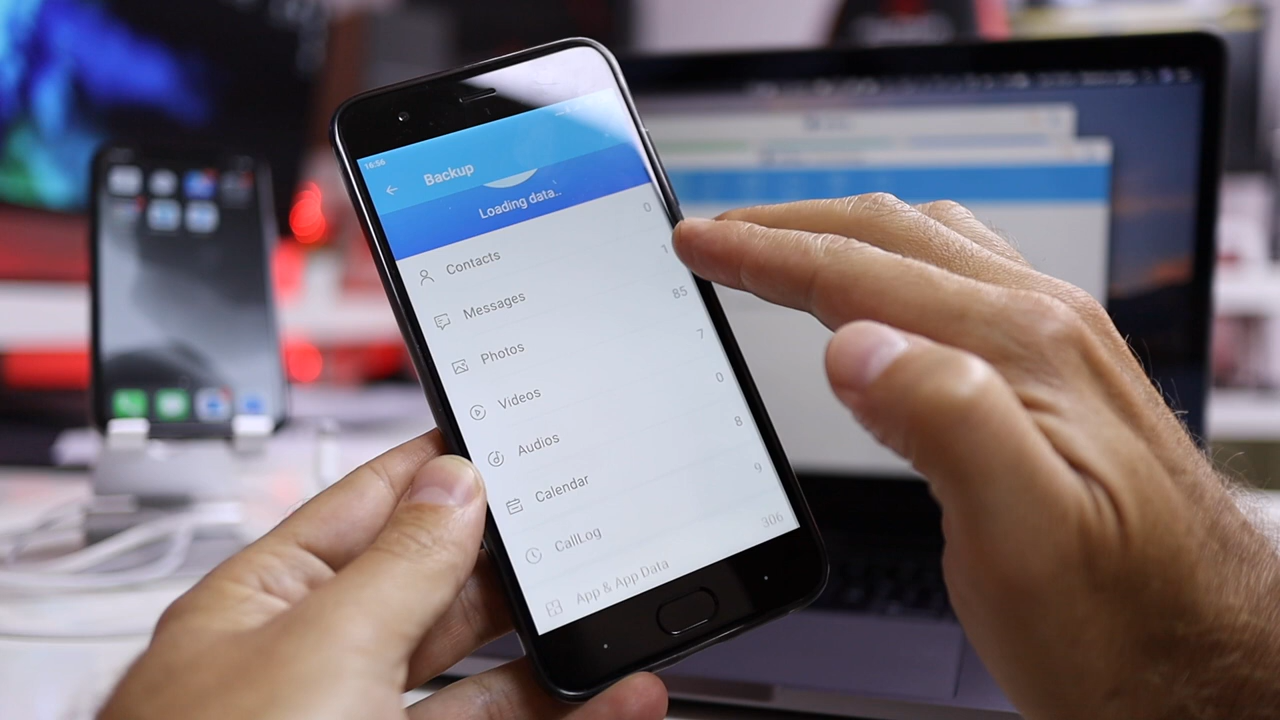 16:56
Backup
Loading data..
Contacts 0
Messages 1
Photos 85
Videos 7
Audios 0
Calendar 8
CallLog 9
App & App Data 306